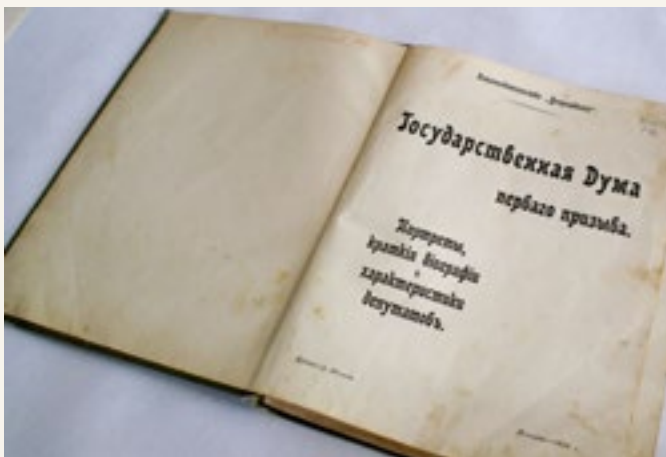 Государственная Дума
перваго призыва.
Портреты,
краткія біографіи
и
характеристики
депутатовъ.